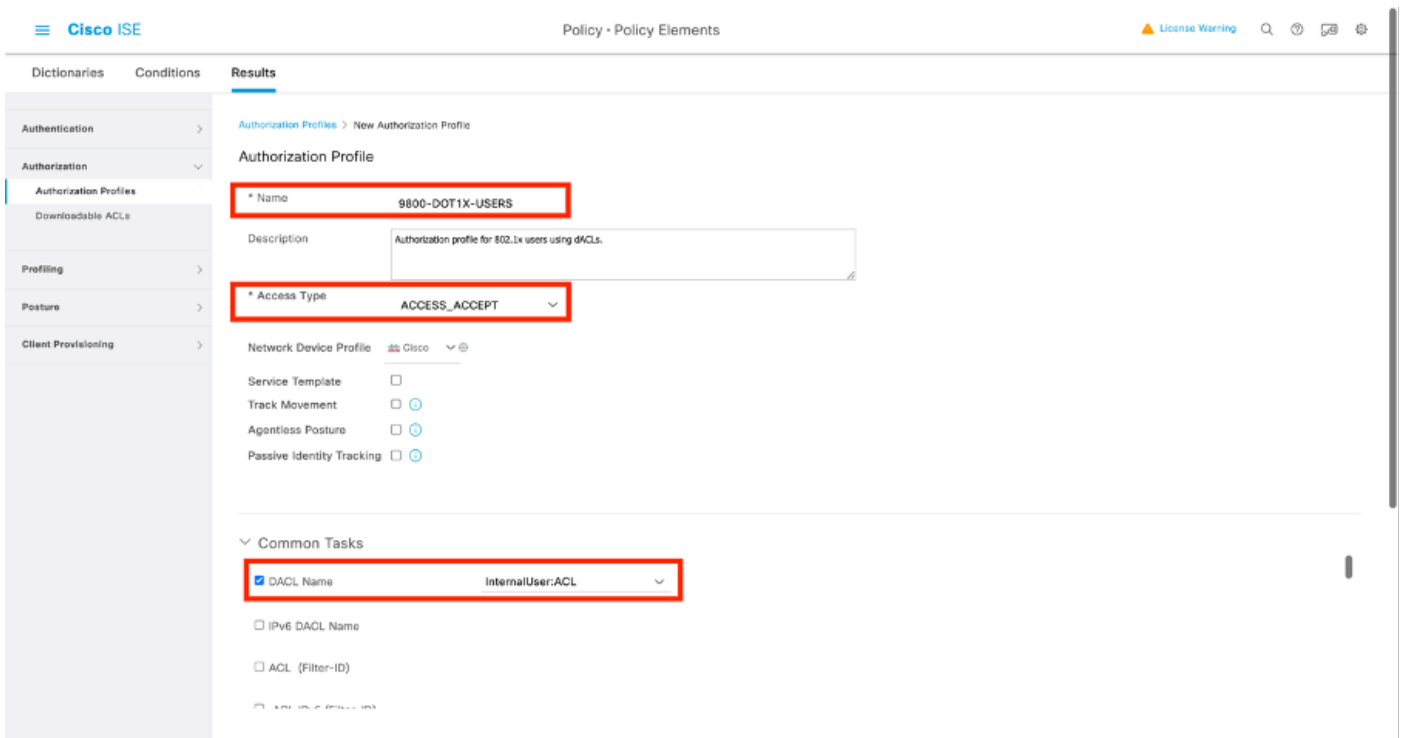 Cisco ISE
Policy · Policy Elements
License Warning
Dictionaries Conditions Results
Authentication
Authorization
Authorization Profiles
Downloadable ACLs
Profiling
Posture
Client Provisioning
Authorization Profiles > New Authorization Profile
Authorization Profile
* Name 9800-DOT1X-USERS
Description Authorization profile for 802.1x users using dACLs.
* Access Type ACCESS_ACCEPT
Network Device Profile Cisco
Service Template
Track Movement
Agentless Posture
Passive Identity Tracking
Common Tasks
DACL Name InternalUser:ACL
IPv6 DACL Name
ACL (Filter-ID)